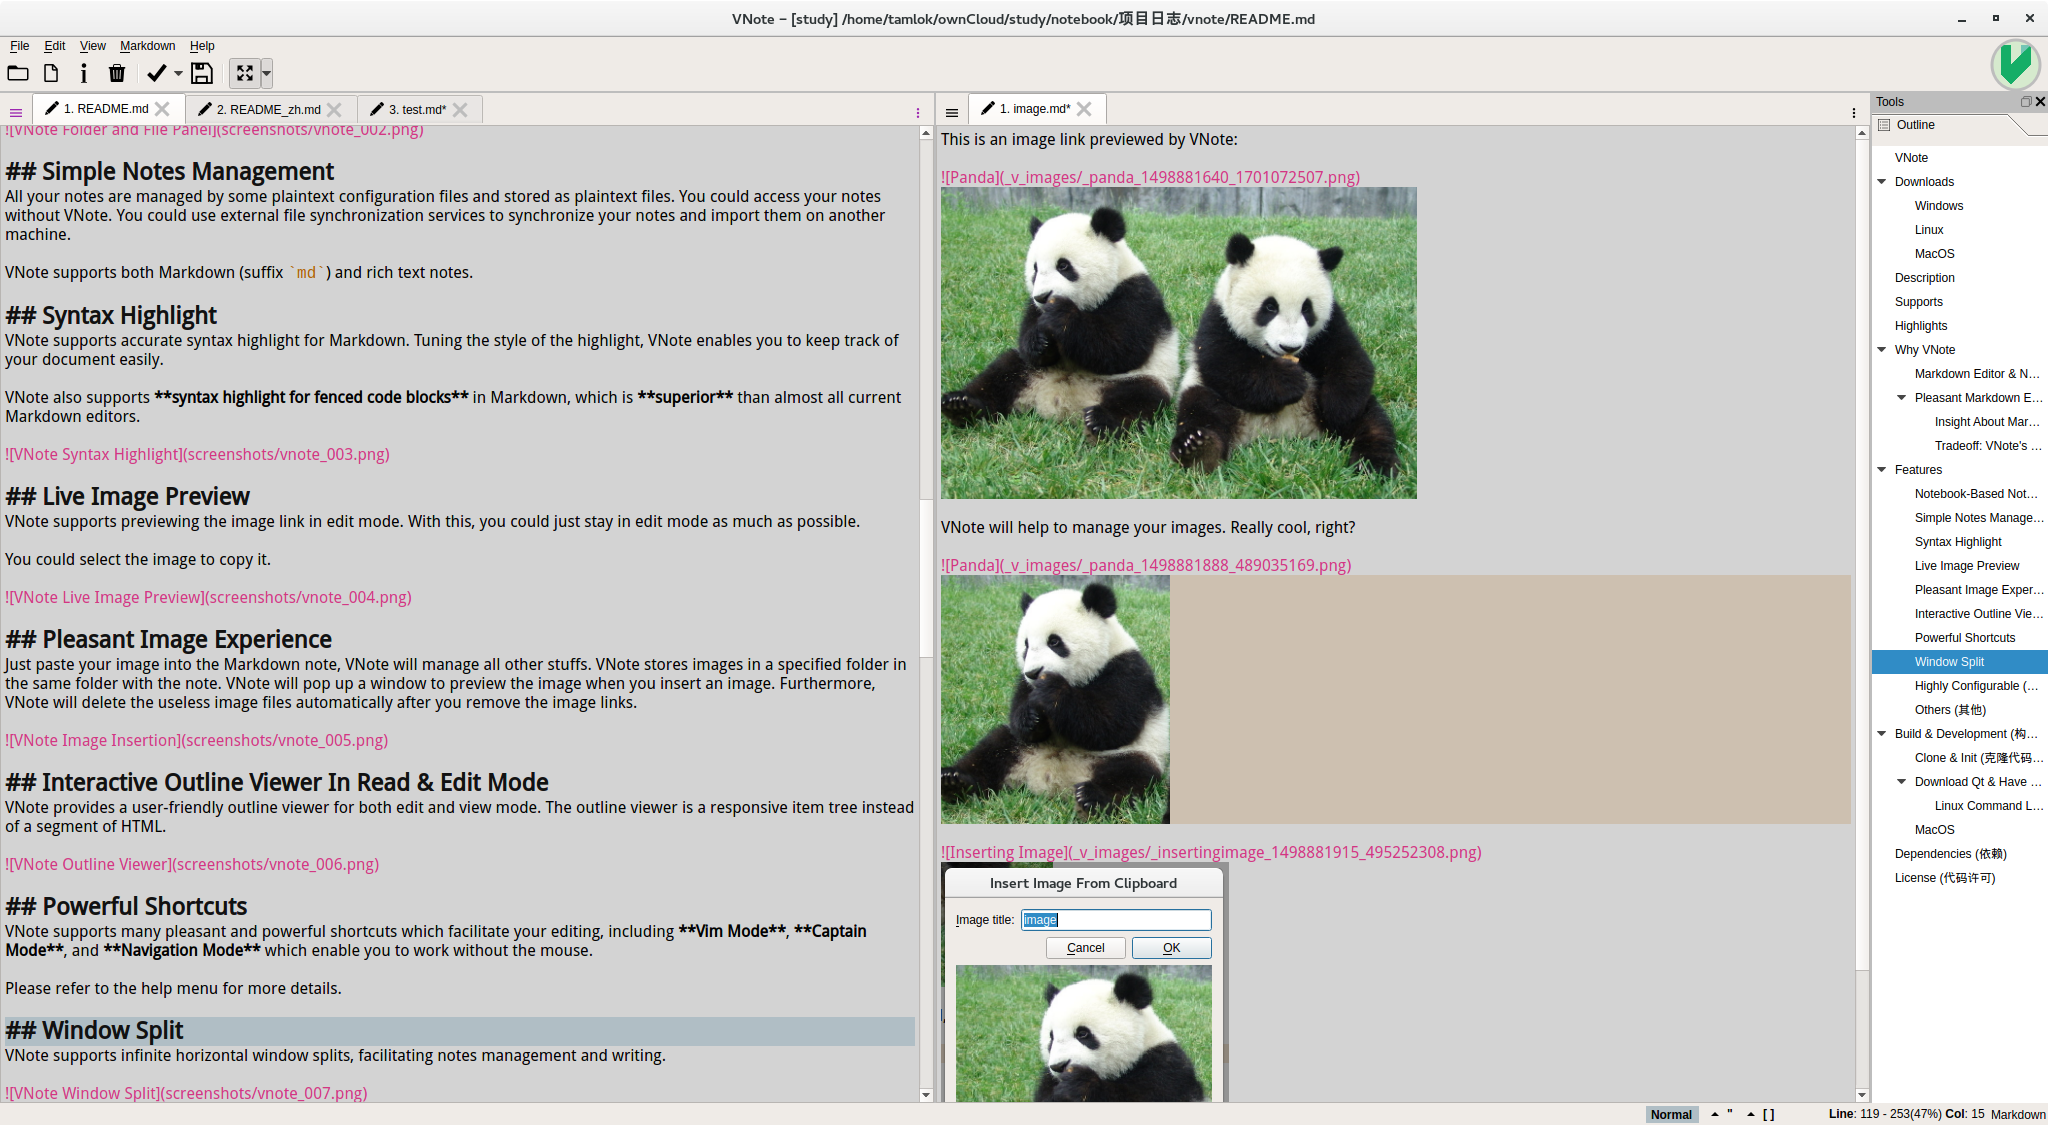 VNote – [study] /home/tamlok/ownCloud/study/notebook/项目日志/vnote/README.md
File Edit View Markdown Help
1. README.md
2. README_zh.md
3. test.md*
![VNote Folder and File Panel](screenshots/vnote_002.png)
## Simple Notes Management
All your notes are managed by some plaintext configuration files and stored as plaintext files. You could access your notes
without VNote. You could use external file synchronization services to synchronize your notes and import them on another
machine.
VNote supports both Markdown (suffix `md`) and rich text notes.
## Syntax Highlight
VNote supports accurate syntax highlight for Markdown. Tuning the style of the highlight, VNote enables you to keep track of
your document easily.
VNote also supports **syntax highlight for fenced code blocks** in Markdown, which is **superior** than almost all current
Markdown editors.
![VNote Syntax Highlight](screenshots/vnote_003.png)
## Live Image Preview
VNote supports previewing the image link in edit mode. With this, you could just stay in edit mode as much as possible.
You could select the image to copy it.
![VNote Live Image Preview](screenshots/vnote_004.png)
## Pleasant Image Experience
Just paste your image into the Markdown note, VNote will manage all other stuffs. VNote stores images in a specified folder in
the same folder with the note. VNote will pop up a window to preview the image when you insert an image. Furthermore,
VNote will delete the useless image files automatically after you remove the image links.
![VNote Image Insertion](screenshots/vnote_005.png)
## Interactive Outline Viewer In Read & Edit Mode
VNote provides a user-friendly outline viewer for both edit and view mode. The outline viewer is a responsive item tree instead
of a segment of HTML.
![VNote Outline Viewer](screenshots/vnote_006.png)
## Powerful Shortcuts
VNote supports many pleasant and powerful shortcuts which facilitate your editing, including **Vim Mode**, **Captain
Mode**, and **Navigation Mode** which enable you to work without the mouse.
Please refer to the help menu for more details.
## Window Split
VNote supports infinite horizontal window splits, facilitating notes management and writing.
![VNote Window Split](screenshots/vnote_007.png)
1. image.md*
This is an image link previewed by VNote:
![Panda](_v_images/_panda_1498881640_1701072507.png)
VNote will help to manage your images. Really cool, right?
![Panda](_v_images/_panda_1498881888_489035169.png)
![Inserting Image](_v_images/_insertingimage_1498881915_495252308.png)
Insert Image From Clipboard
Image title: image
Cancel OK
Tools
Outline
VNote
Downloads
Windows
Linux
MacOS
Description
Supports
Highlights
Why VNote
Markdown Editor & N...
Pleasant Markdown E...
Insight About Mar...
Tradeoff: VNote's ...
Features
Notebook-Based Not...
Simple Notes Manage...
Syntax Highlight
Live Image Preview
Pleasant Image Exper...
Interactive Outline Vie...
Powerful Shortcuts
Window Split
Highly Configurable (...
Others (其他)
Build & Development (构...
Clone & Init (克隆代码...
Download Qt & Have ...
Linux Command L...
MacOS
Dependencies (依赖)
License (代码许可)
Normal " [ ] Line: 119 - 253(47%) Col: 15 Markdown